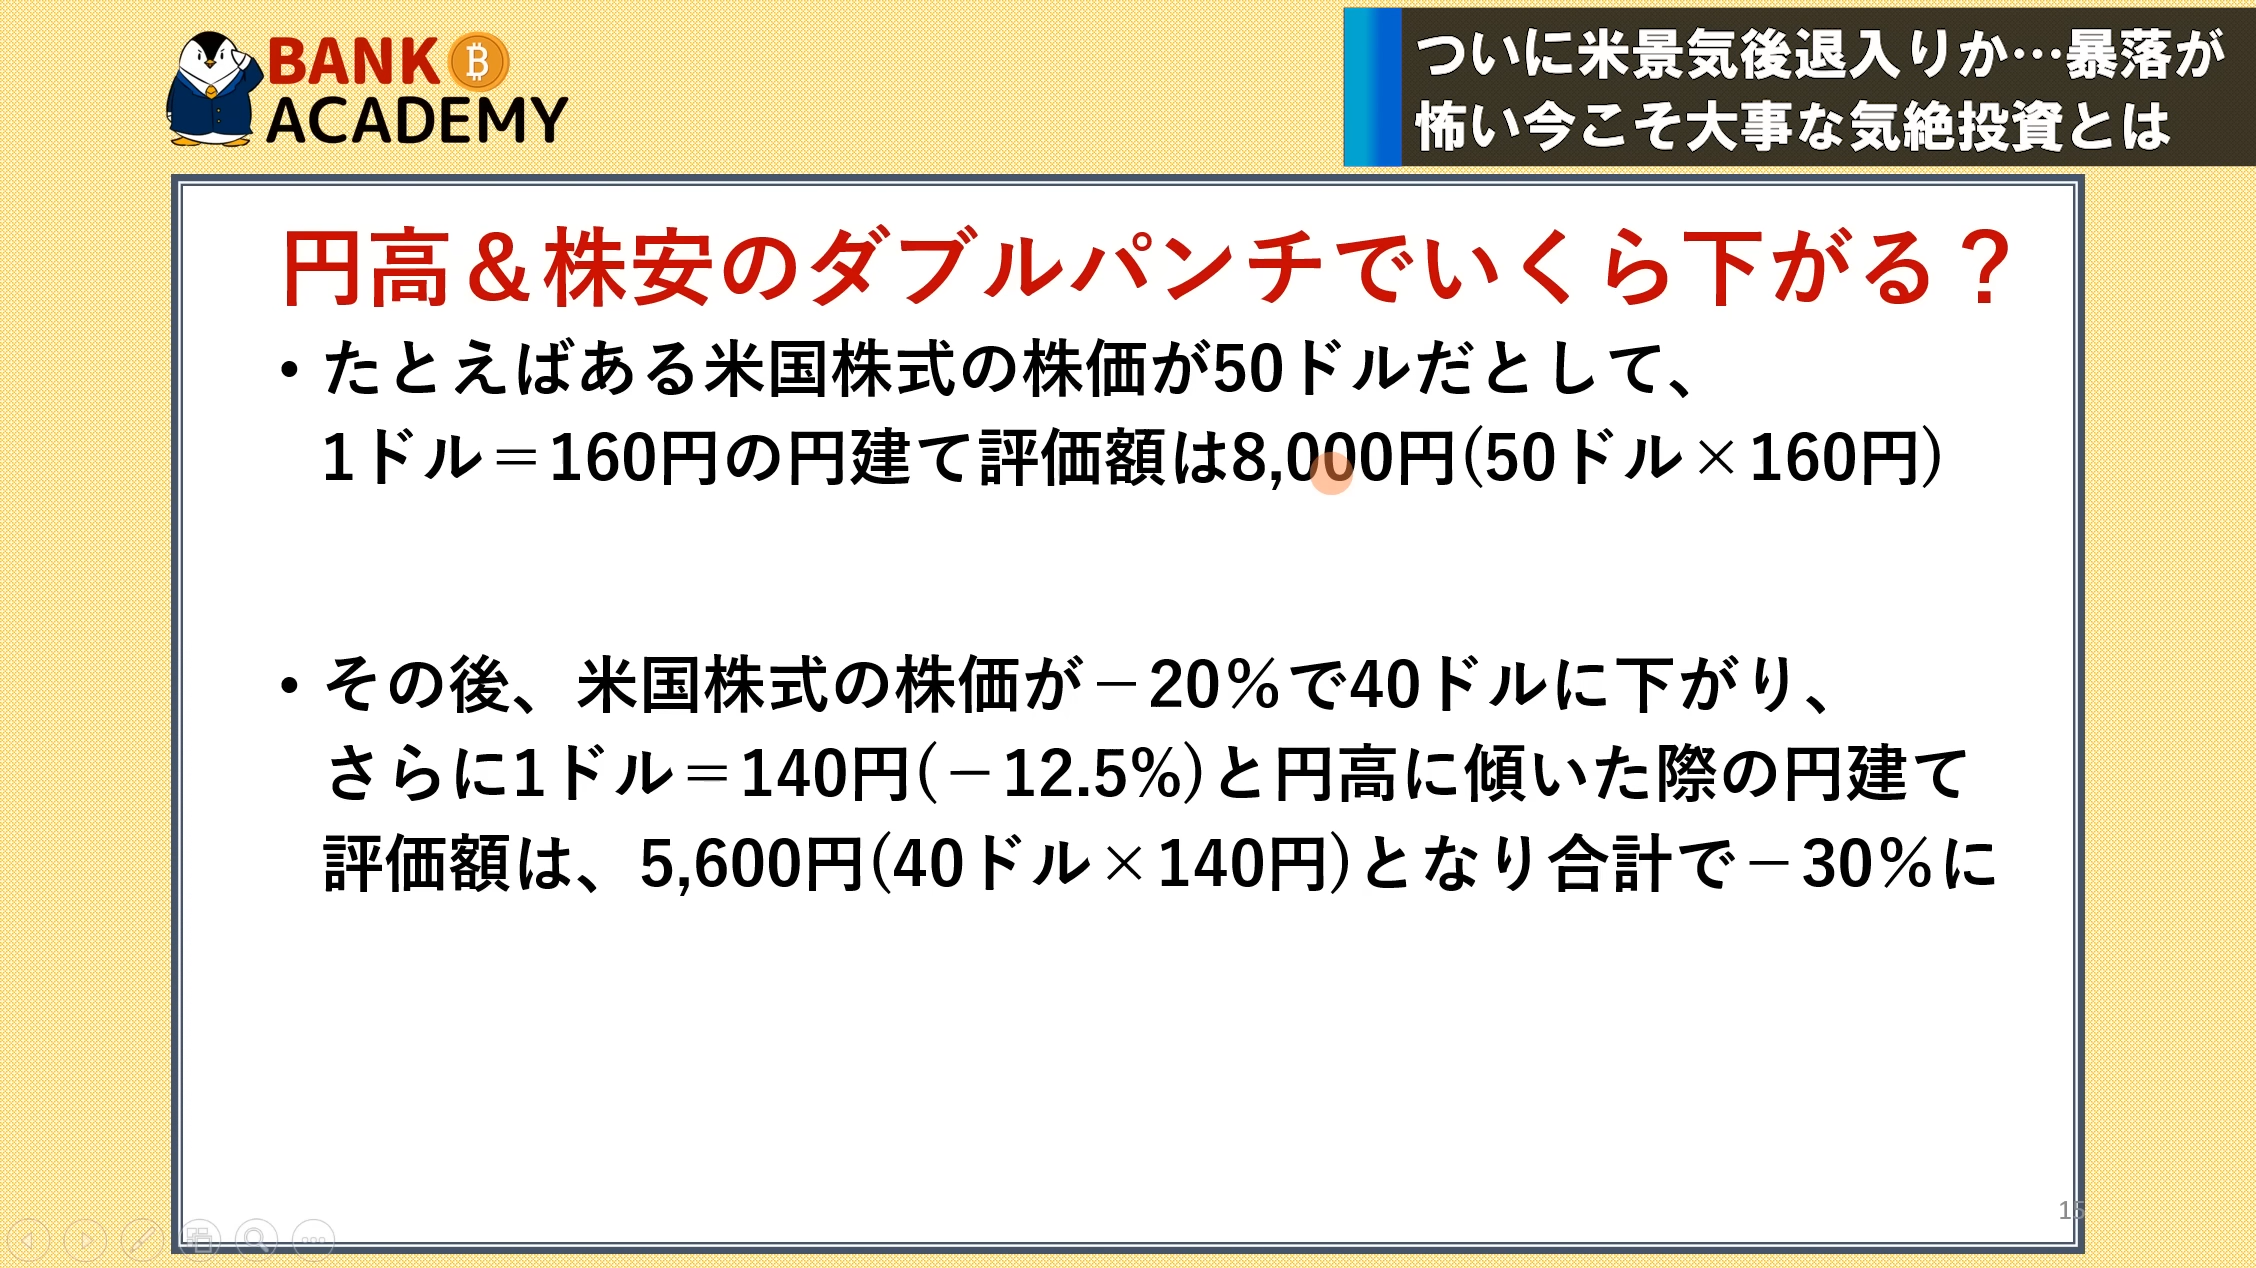 BANK
ACADEMY
ついに米景気後退入りか…暴落が
怖い今こそ大事な気絶投資とは
円高＆株安のダブルパンチでいくら下がる？
・たとえばある米国株式の株価が50ドルだとして、
1ドル＝160円の円建て評価額は8,000円(50ドル×160円)
・その後、米国株式の株価が－20％で40ドルに下がり、
さらに1ドル＝140円(－12.5%)と円高に傾いた際の円建て
評価額は、5,600円(40ドル×140円)となり合計で－30％に
15